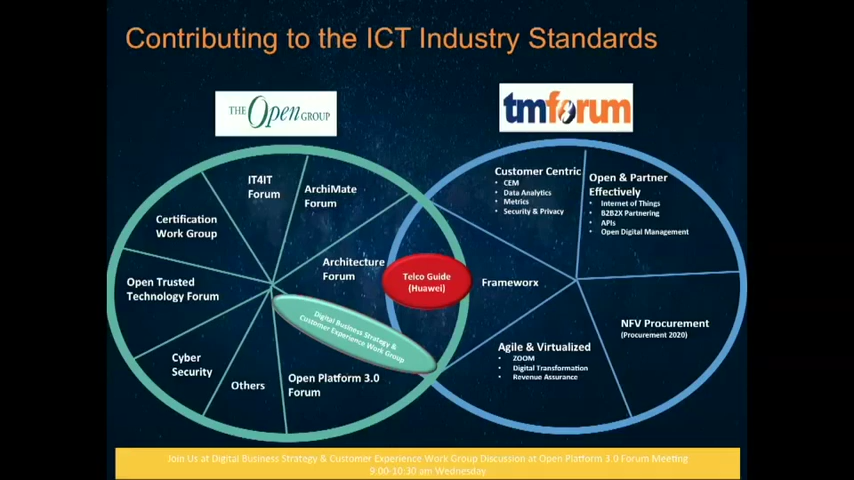 Contributing to the ICT Industry Standards
THE Open GROUP
tmforum
IT4IT
Forum
ArchiMate
Forum
Certification
Work Group
Architecture
Forum
Open Trusted
Technology Forum
Cyber
Security
Others
Open Platform 3.0
Forum
Digital Business Strategy &
Customer Experience Work Group
Telco Guide
(Huawei)
Customer Centric
• CEM
• Data Analytics
• Metrics
• Security & Privacy
Open & Partner
Effectively
• Internet of Things
• B2B2X Partnering
• APIs
• Open Digital Management
Frameworx
NFV Procurement
(Procurement 2020)
Agile & Virtualized
• ZOOM
• Digital Transformation
• Revenue Assurance
Join Us at Digital Business Strategy & Customer Experience Work Group Discussion at Open Platform 3.0 Forum Meeting
9:00-10:30 am Wednesday